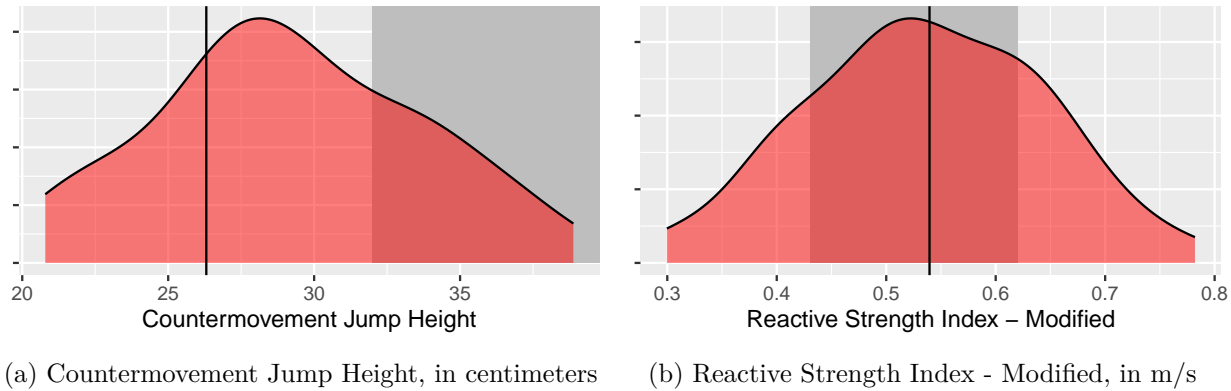 20 25 30 35
Countermovement Jump Height
(a) Countermovement Jump Height, in centimeters
0.3 0.4 0.5 0.6 0.7 0.8
Reactive Strength Index – Modified
(b) Reactive Strength Index - Modified, in m/s